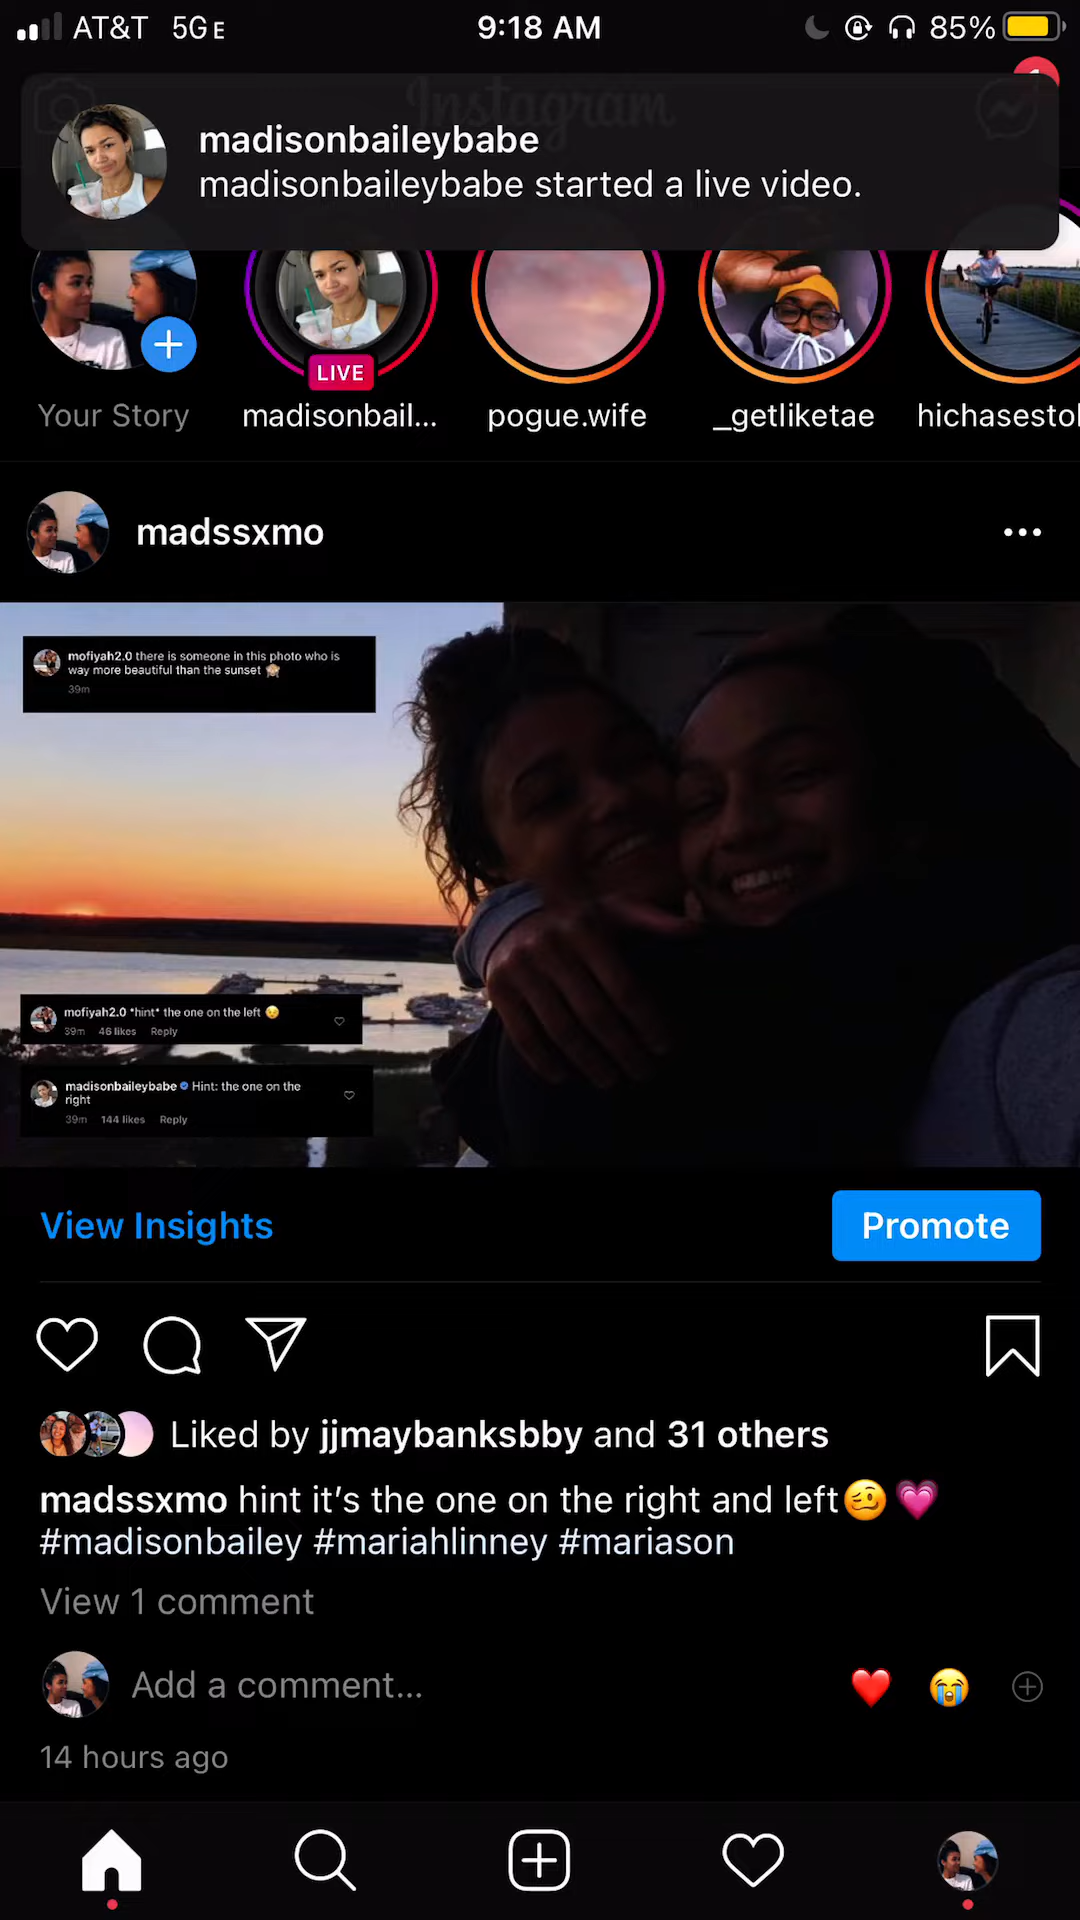 AT&T 5GE 9:18 AM 85%
Instagram
madisonbaileybabe
madisonbaileybabe started a live video.
LIVE
Your Story madisonbail... pogue.wife _getliketae hichasestol
madssxmo
mofiyah2.0 there is someone in this photo who is
way more beautiful than the sunset 🙈
39m
mofiyah2.0 *hint* the one on the left 😉
39m 46 likes Reply
madisonbaileybabe Hint: the one on the
right
39m 144 likes Reply
View Insights Promote
Liked by jjmaybanksbby and 31 others
madssxmo hint it's the one on the right and left🥴 💗
#madisonbailey #mariahlinney #mariason
View 1 comment
Add a comment...
14 hours ago